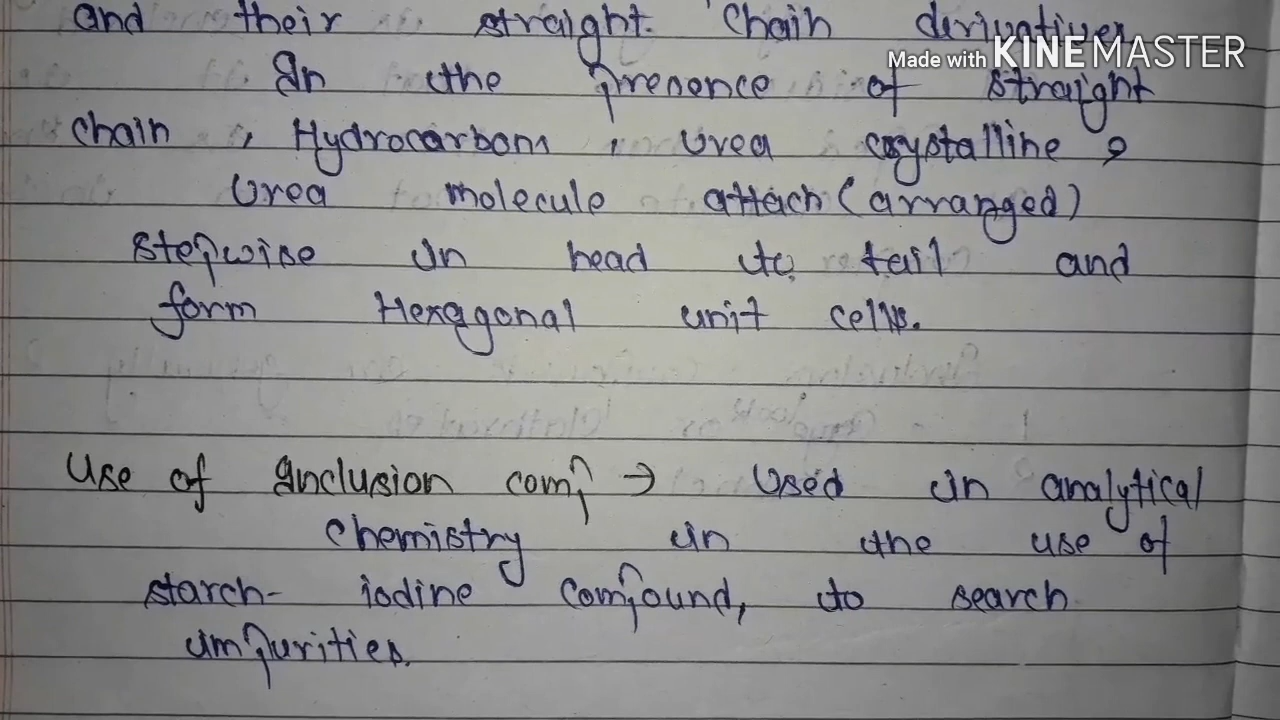 and their straight chain derivatives
Made with KINEMASTER
In the presence of straight
chain, Hydrocarbons, urea crystalline,
Urea molecule attach (arranged)
stepwise in head to tail and
form Hexagonal unit cells.
Use of Inclusion comp → Used in analytical
chemistry in the use of
starch- iodine compound, to search
impurities.